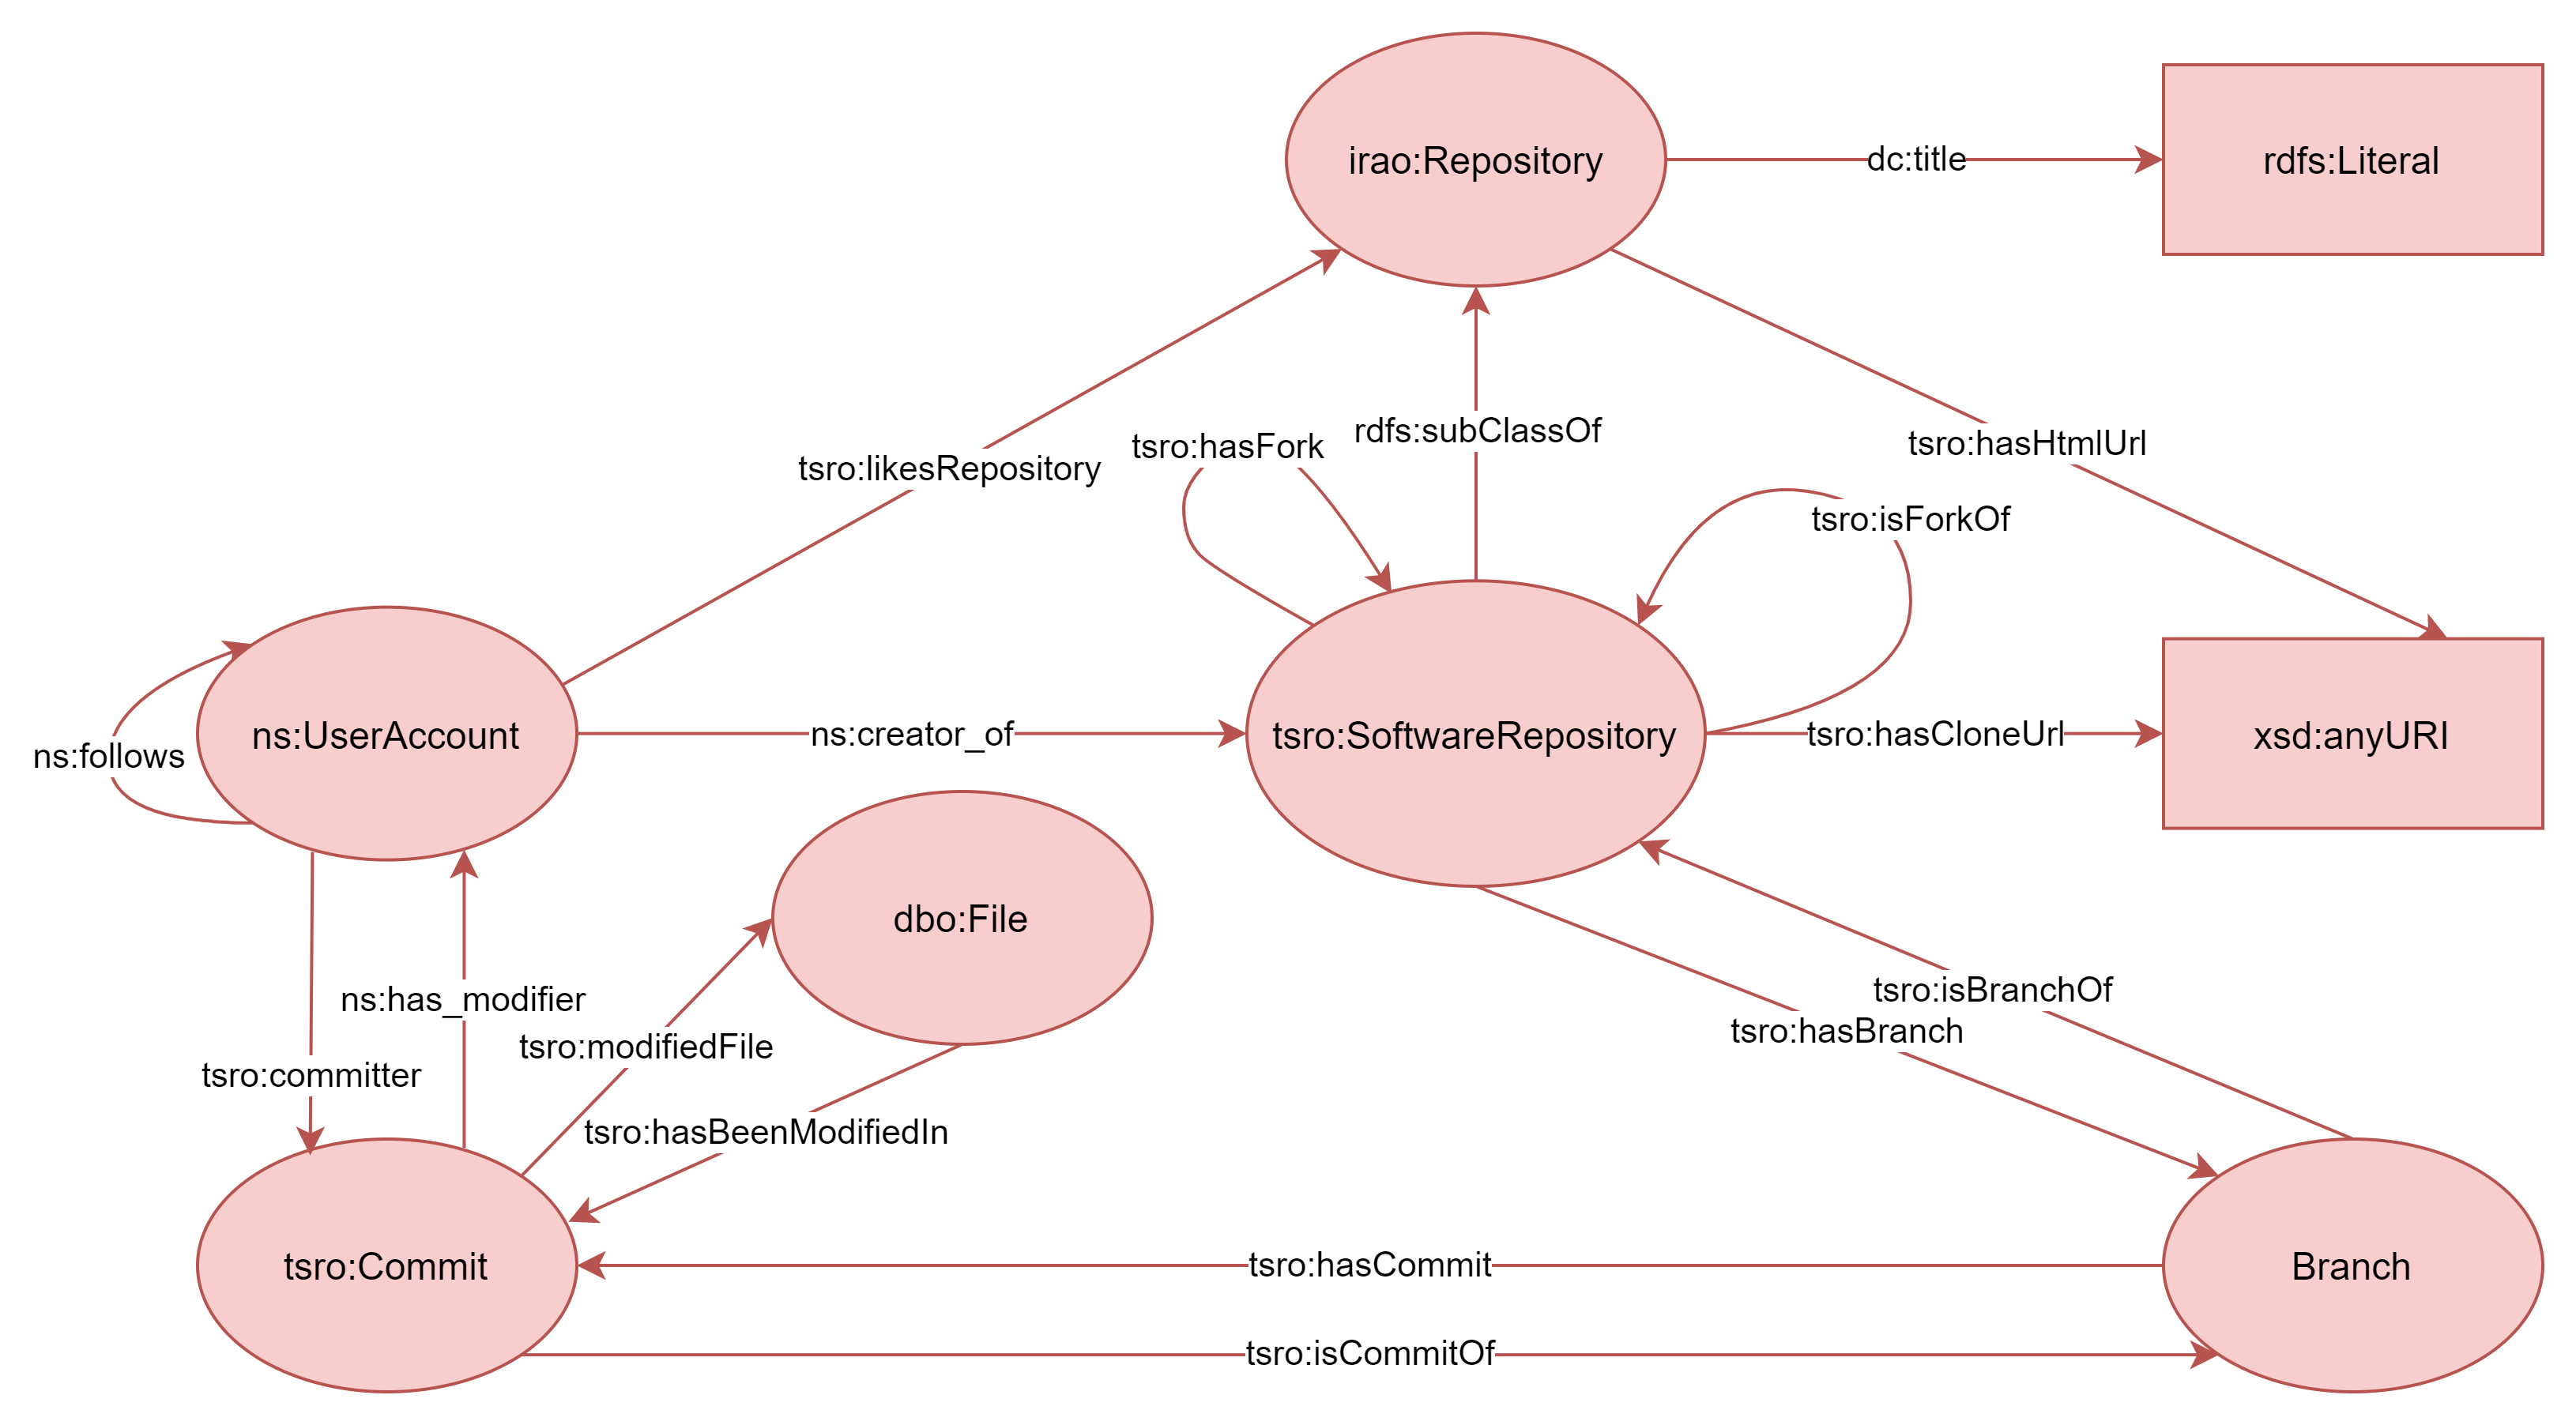 irao:Repository
dc:title
rdfs:Literal
tsro:likesRepository
tsro:hasFork
rdfs:subClassOf
tsro:hasHtmlUrl
tsro:isForkOf
ns:follows
ns:UserAccount
ns:creator_of
tsro:SoftwareRepository
tsro:hasCloneUrl
xsd:anyURI
dbo:File
ns:has_modifier
tsro:modifiedFile
tsro:isBranchOf
tsro:hasBranch
tsro:committer
tsro:hasBeenModifiedIn
tsro:Commit
tsro:hasCommit
Branch
tsro:isCommitOf